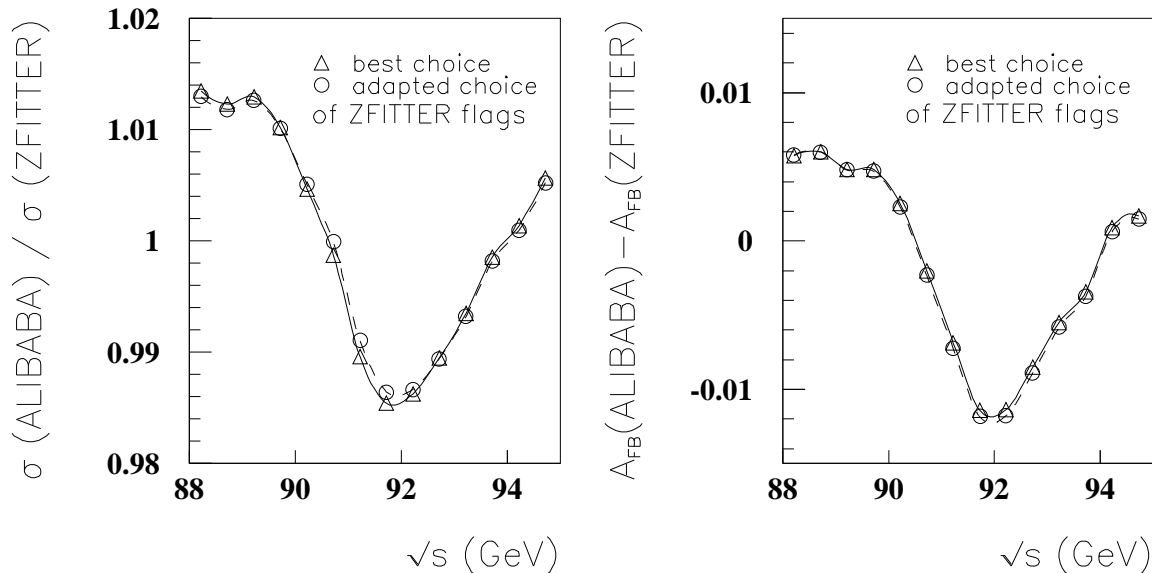 σ (ALIBABA) / σ (ZFITTER)
1.02
1.01
1
0.99
0.98
△ best choice
○ adapted choice
of ZFITTER flags
88 90 92 94
√s (GeV)
A_FB(ALIBABA)−A_FB(ZFITTER)
0.01
0
-0.01
△ best choice
○ adapted choice
of ZFITTER flags
88 90 92 94
√s (GeV)